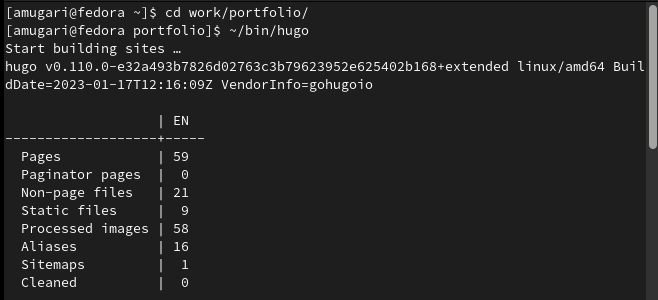 [amugari@fedora ~]$ cd work/portfolio/
[amugari@fedora portfolio]$ ~/bin/hugo
Start building sites …
hugo v0.110.0-e32a493b7826d02763c3b79623952e625402b168+extended linux/amd64 Buil
dDate=2023-01-17T12:16:09Z VendorInfo=gohugoio
                   | EN
-------------------+-----
  Pages            | 59
  Paginator pages  |  0
  Non-page files   | 21
  Static files     |  9
  Processed images | 58
  Aliases          | 16
  Sitemaps         |  1
  Cleaned          |  0